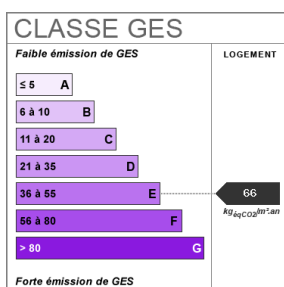 CLASSE GES
Faible émission de GES
LOGEMENT
≤ 5 A
6 à 10 B
11 à 20 C
21 à 35 D
36 à 55 E
66
kgéqCO2/m².an
56 à 80 F
> 80 G
Forte émission de GES